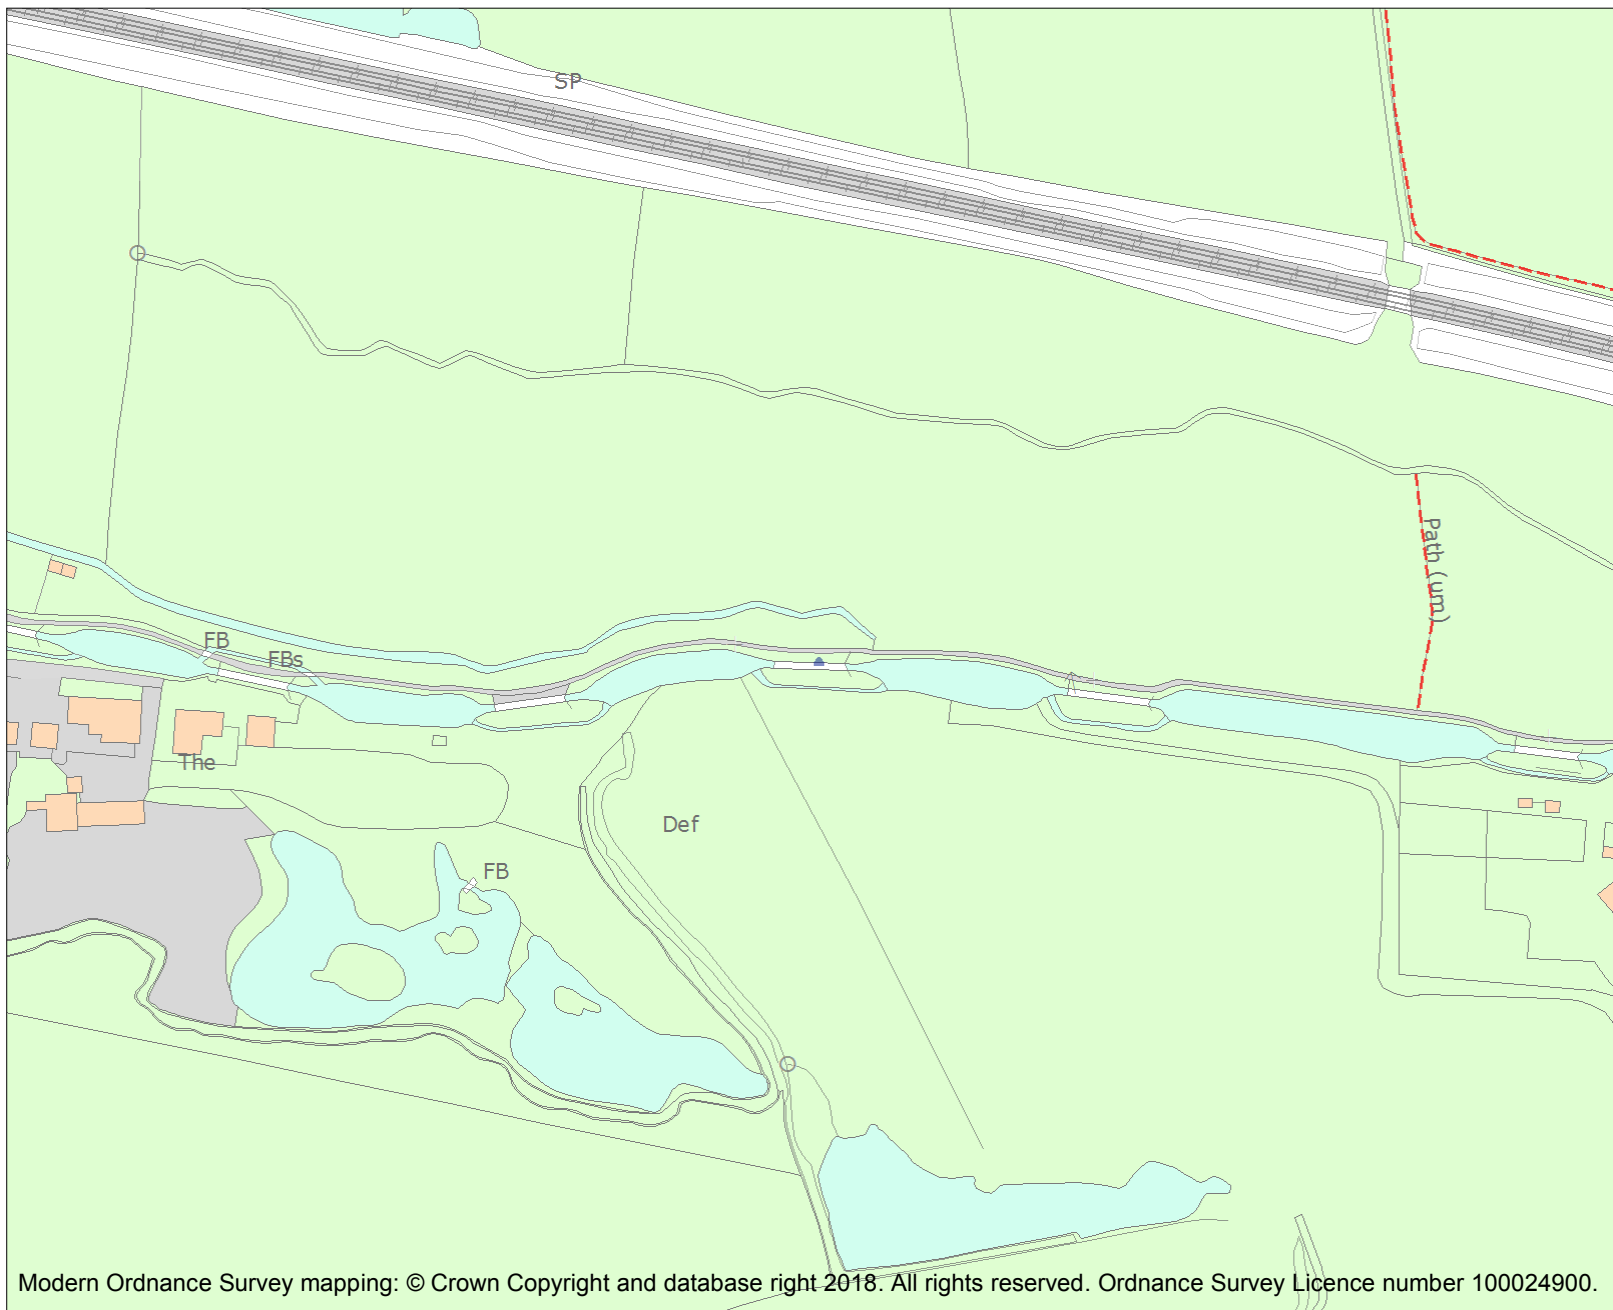 SP
Path (um)
FB
FBs
The
Def
FB
Modern Ordnance Survey mapping: © Crown Copyright and database right 2018. All rights reserved. Ordnance Survey Licence number 100024900.